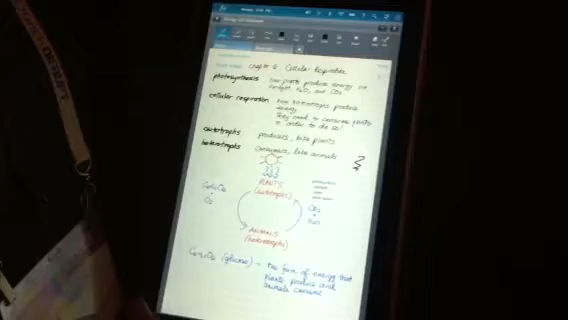 chapter 6 Cellular Respiration
photosynthesis how plants produce energy
sunlight, H₂O, and CO₂
cellular respiration how heterotrophs produce
energy
They need to consume plants
in order to do so!
autotrophs producers, like plants
heterotrophs consumers, like animals
PLANTS
(autotrophs)
C₆H₁₂O₆
+
O₂
CO₂
+
H₂O
ANIMALS
(heterotrophs)
C₆H₁₂O₆ (glucose) – the form of energy that
plants produce and
animals consume